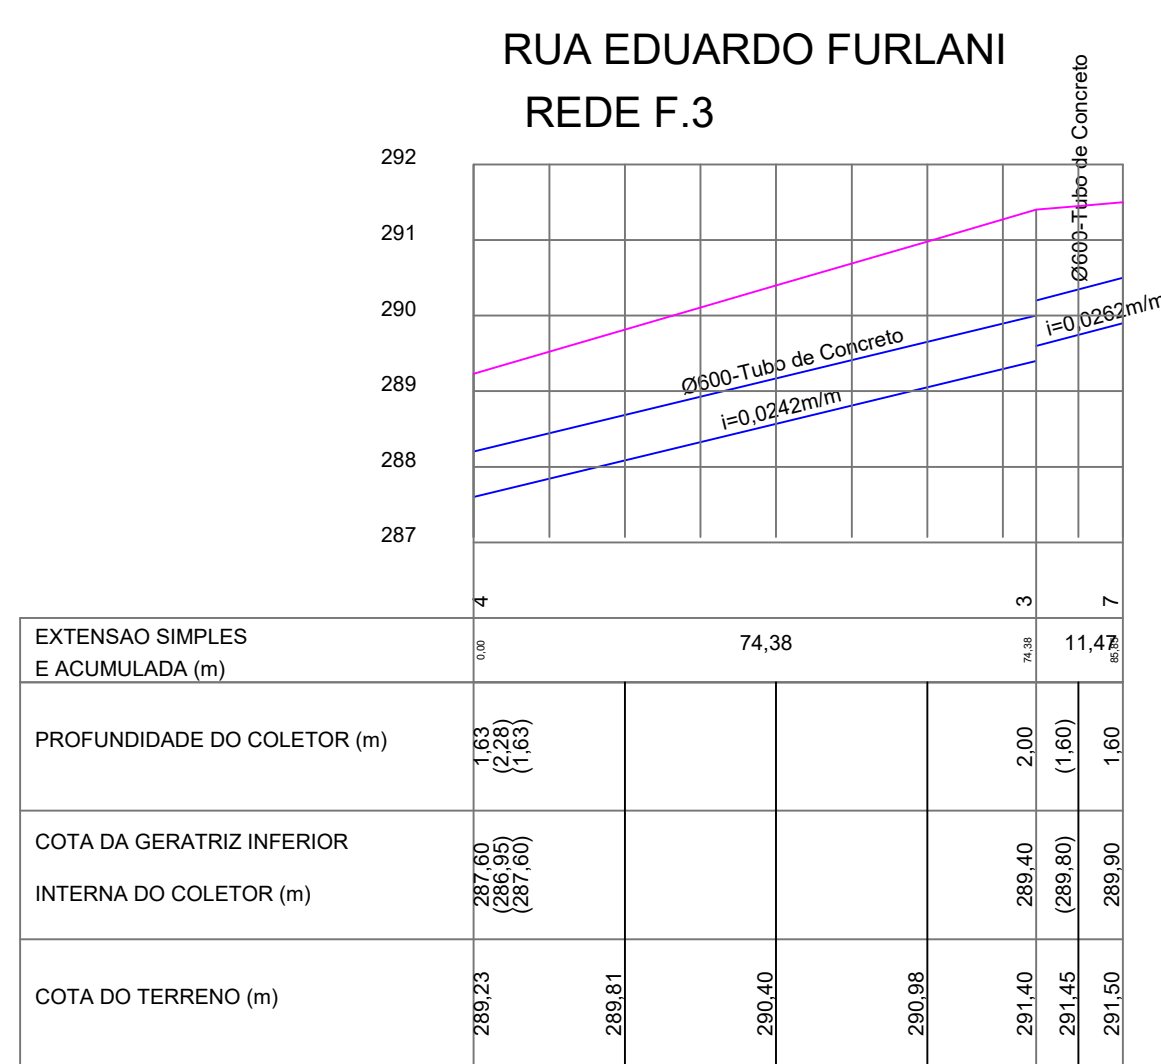 RUA EDUARDO FURLANI
REDE F.3
292
291
290
289
288
287
Ø600-Tubo de Concreto
i=0,0242m/m
Ø600-Tubo de Concreto
i=0,0262m/m
4
3
7
EXTENSAO SIMPLES
E ACUMULADA (m)
0,00
74,38
74,38
11,47
85,85
PROFUNDIDADE DO COLETOR (m)
1,63
(2,28)
(1,63)
2,00
(1,60)
1,60
COTA DA GERATRIZ INFERIOR
INTERNA DO COLETOR (m)
287,60
(286,95)
(287,60)
289,40
(289,80)
289,90
COTA DO TERRENO (m)
289,23
289,81
290,40
290,98
291,40
291,45
291,50